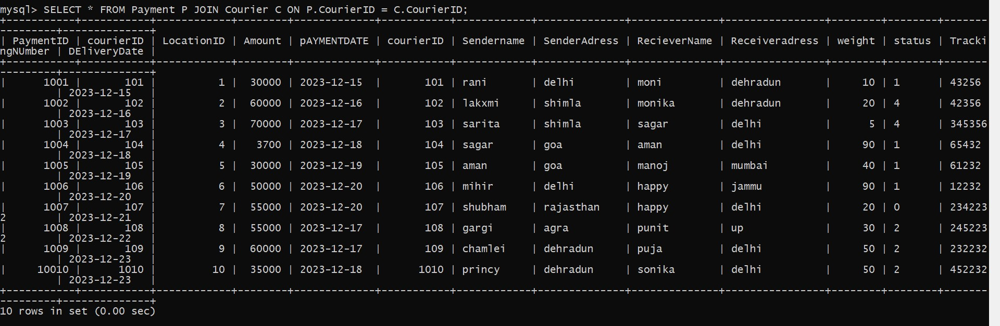 mysql> SELECT * FROM Payment P JOIN Courier C ON P.CourierID = C.CourierID;
+-----------+-----------+------------+--------+-------------+-----------+------------+--------------+--------------+----------------+--------+--------+-------
---------+-------------+
| PaymentID | courierID | LocationID | Amount | pAYMENTDATE | courierID | Sendername | SenderAdress | RecieverName | Receiveradress | weight | status | Tracki
ngNUmber | DEliveryDate |
+-----------+-----------+------------+--------+-------------+-----------+------------+--------------+--------------+----------------+--------+--------+-------
---------+-------------+
|      1001 |       101 |          1 |  30000 | 2023-12-15  |       101 | rani       | delhi        | moni         | dehradun       |     10 | 1      | 43256
         | 2023-12-15   |
|      1002 |       102 |          2 |  60000 | 2023-12-16  |       102 | lakxmi     | shimla       | monika       | dehradun       |     20 | 4      | 42356
         | 2023-12-16   |
|      1003 |       103 |          3 |  70000 | 2023-12-17  |       103 | sarita     | shimla       | sagar        | delhi          |      5 | 4      | 345356
         | 2023-12-17   |
|      1004 |       104 |          4 |   3700 | 2023-12-18  |       104 | sagar      | goa          | aman         | delhi          |     90 | 1      | 65432
         | 2023-12-18   |
|      1005 |       105 |          5 |  30000 | 2023-12-19  |       105 | aman       | goa          | manoj        | mumbai         |     40 | 1      | 61232
         | 2023-12-19   |
|      1006 |       106 |          6 |  50000 | 2023-12-20  |       106 | mihir      | delhi        | happy        | jammu          |     90 | 1      | 12232
         | 2023-12-20   |
|      1007 |       107 |          7 |  55000 | 2023-12-20  |       107 | shubham    | rajasthan    | happy        | delhi          |     20 | 0      | 234223
2        | 2023-12-21   |
|      1008 |       108 |          8 |  55000 | 2023-12-17  |       108 | gargi      | agra         | punit        | up             |     30 | 2      | 245223
2        | 2023-12-22   |
|      1009 |       109 |          9 |  60000 | 2023-12-17  |       109 | chamlei    | dehradun     | puja         | delhi          |     50 | 2      | 232232
         | 2023-12-23   |
|     10010 |      1010 |         10 |  35000 | 2023-12-18  |      1010 | princy     | dehradun     | sonika       | delhi          |     50 | 2      | 452232
         | 2023-12-23   |
+-----------+-----------+------------+--------+-------------+-----------+------------+--------------+--------------+----------------+--------+--------+-------
---------+-------------+
10 rows in set (0.00 sec)